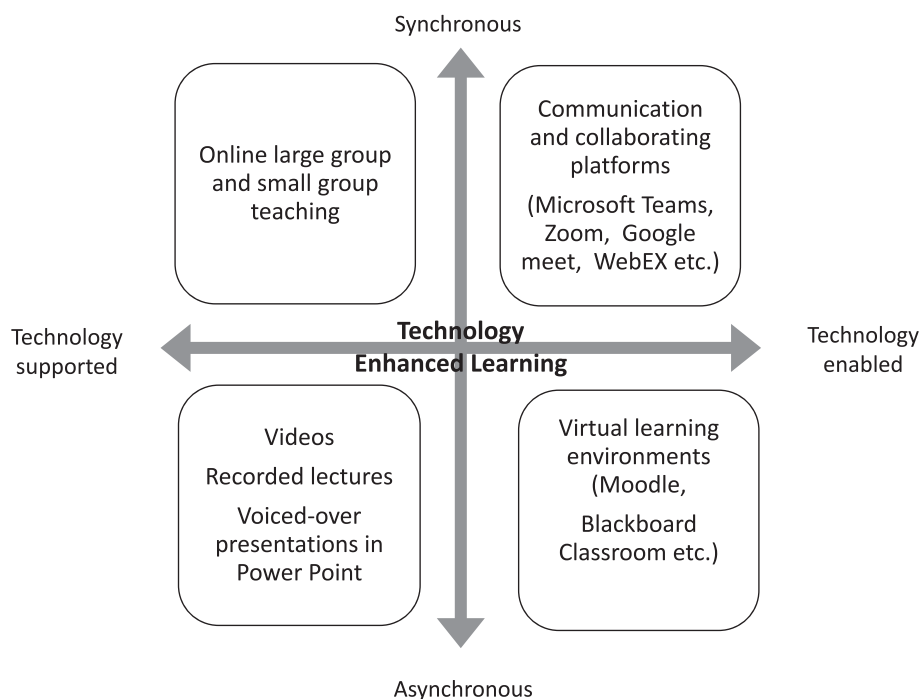 Synchronous
Online large group
and small group
teaching
Communication
and collaborating
platforms
(Microsoft Teams,
Zoom, Google
meet, WebEX etc.)
Technology
supported
Technology
Enhanced Learning
Technology
enabled
Videos
Recorded lectures
Voiced-over
presentations in
Power Point
Virtual learning
environments
(Moodle,
Blackboard
Classroom etc.)
Asynchronous